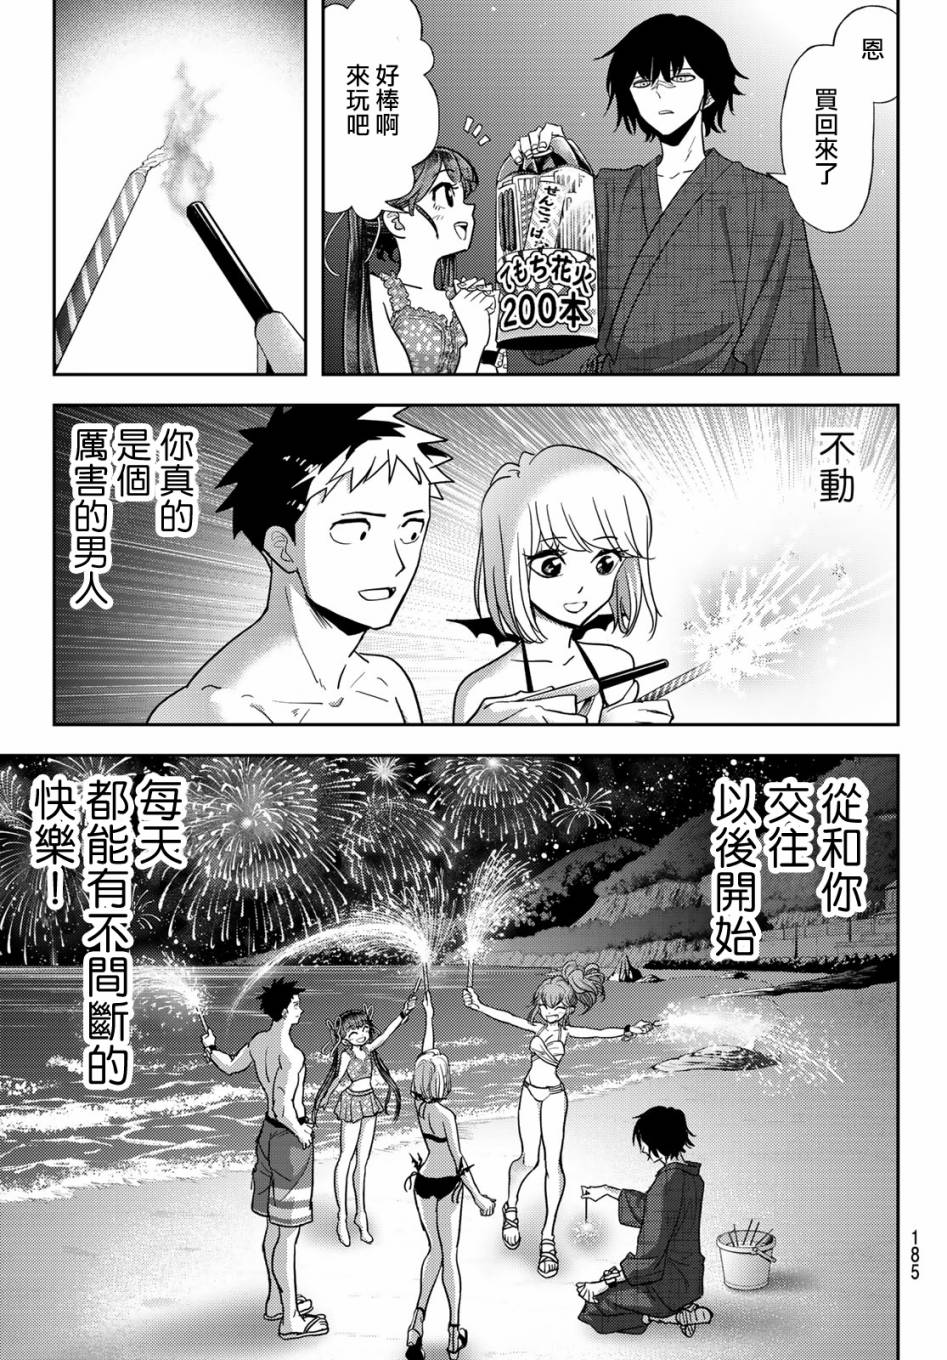 恩
買回來了
好棒啊
來玩吧
せんこうはなび
てもち花火
200本
不動
你真的
是個
厲害的男人
從和你
交往
以後開始
每天
都能有不間斷的
快樂！
185